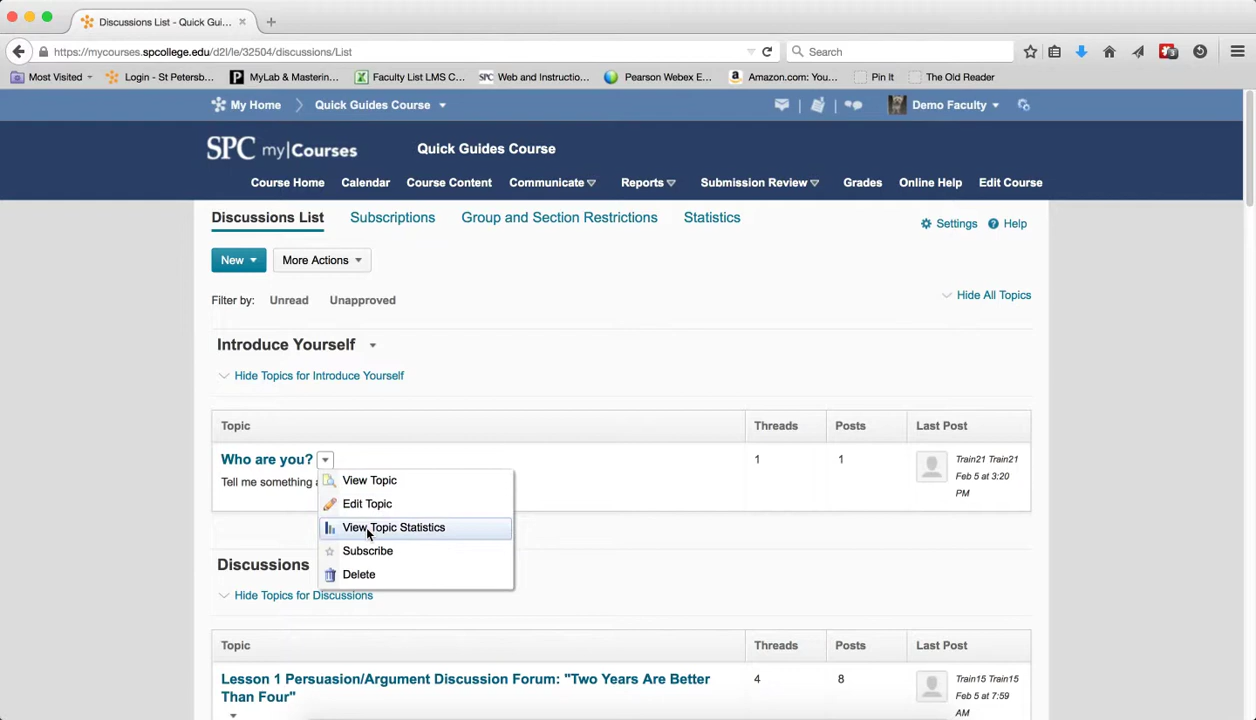 Discussions List - Quick Gui...
https://mycourses.spcollege.edu/d2l/le/32504/discussions/List
Search
Most Visited
Login - St Petersb...
MyLab & Mastering...
Faculty List LMS C...
SPC Web and Instructio...
Pearson Webex E...
Amazon.com: You...
Pin It
The Old Reader
My Home
Quick Guides Course
Demo Faculty
SPC my|Courses
Quick Guides Course
Course Home
Calendar
Course Content
Communicate
Reports
Submission Review
Grades
Online Help
Edit Course
Discussions List
Subscriptions
Group and Section Restrictions
Statistics
Settings
Help
New
More Actions
Filter by:
Unread
Unapproved
Hide All Topics
Introduce Yourself
Hide Topics for Introduce Yourself
Topic
Threads
Posts
Last Post
Who are you?
1
1
Train21 Train21
Feb 5 at 3:20
PM
Tell me something
View Topic
Edit Topic
View Topic Statistics
Subscribe
Delete
Discussions
Hide Topics for Discussions
Topic
Threads
Posts
Last Post
Lesson 1 Persuasion/Argument Discussion Forum: "Two Years Are Better
Than Four"
4
8
Train15 Train15
Feb 5 at 7:59
AM